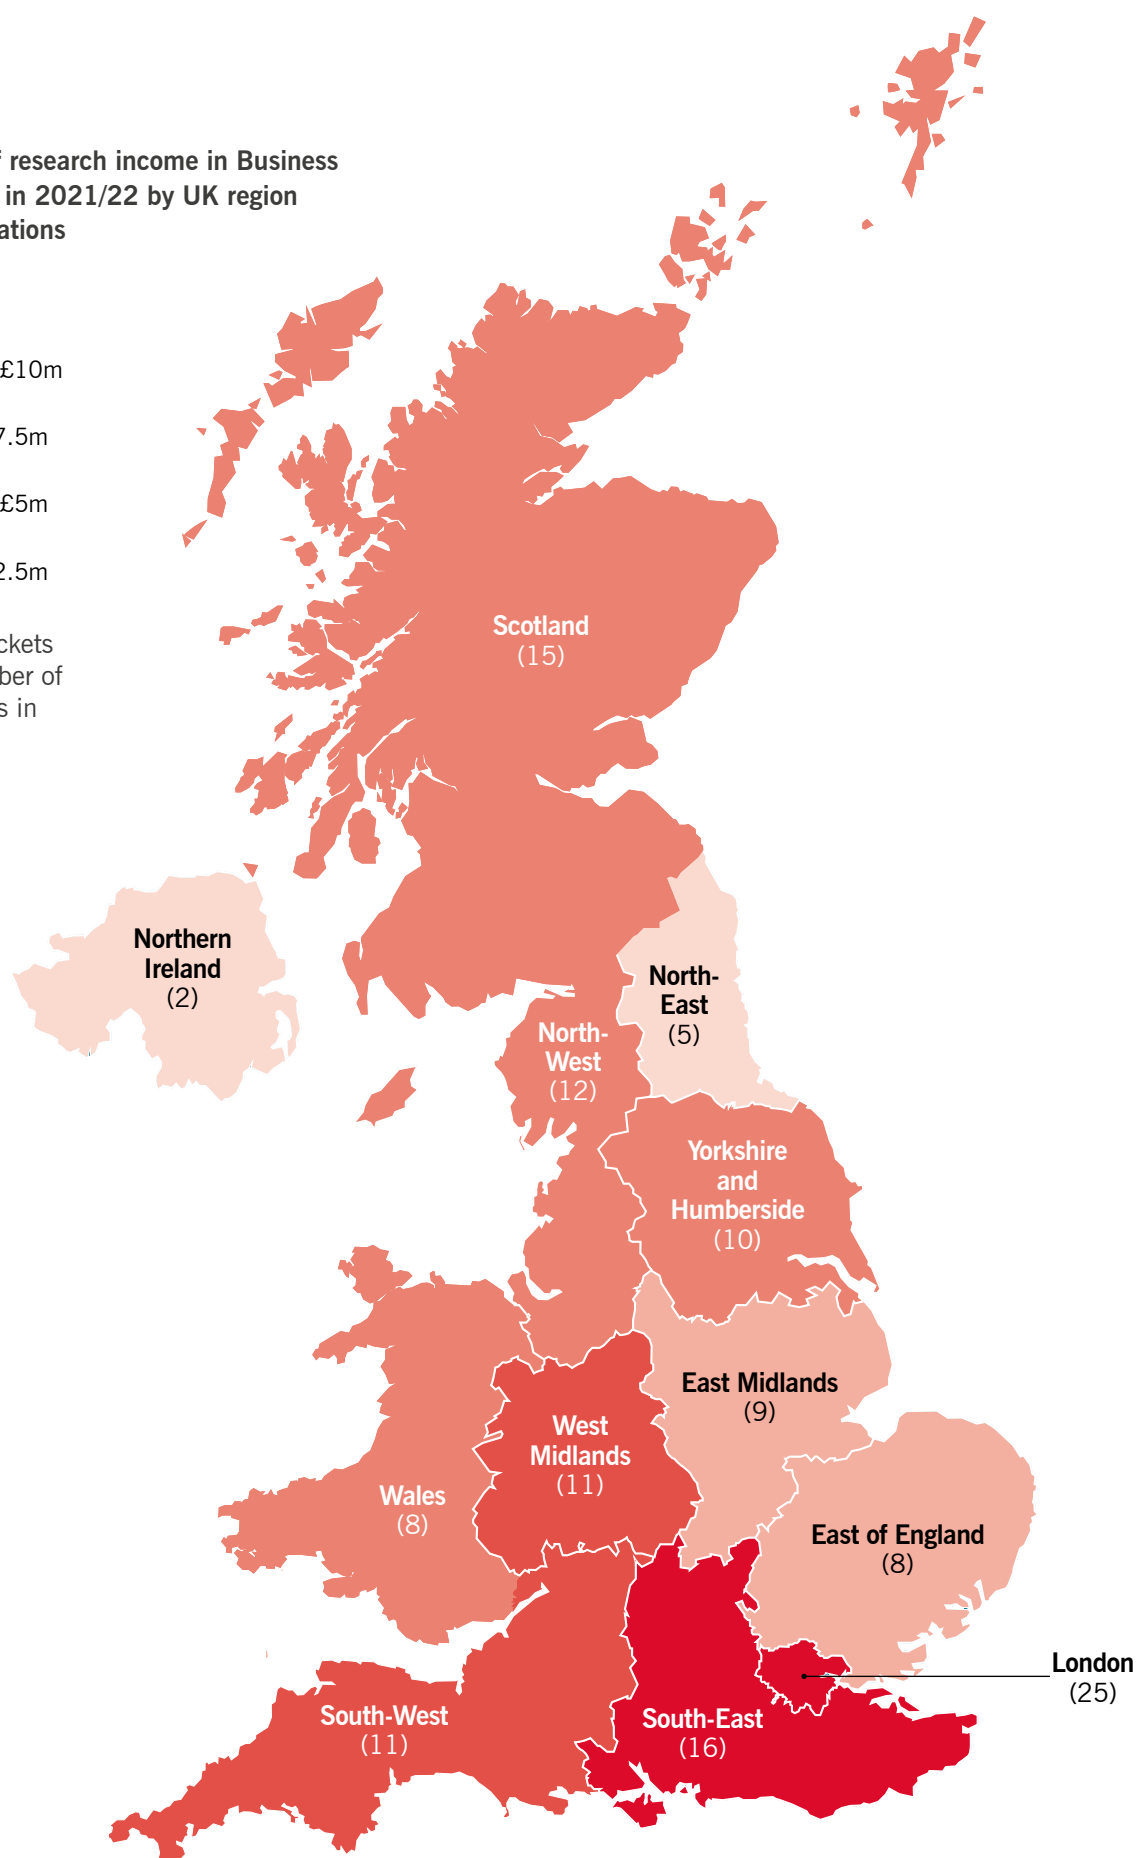 research income in Business
in 2021/22 by UK region
ations
£10m
7.5m
£5m
2.5m
ckets
ber of
s in
Scotland
(15)
Northern
Ireland
(2)
North-
East
(5)
North-
West
(12)
Yorkshire
and
Humberside
(10)
East Midlands
(9)
West
Midlands
(11)
Wales
(8)
East of England
(8)
London
(25)
South-West
(11)
South-East
(16)